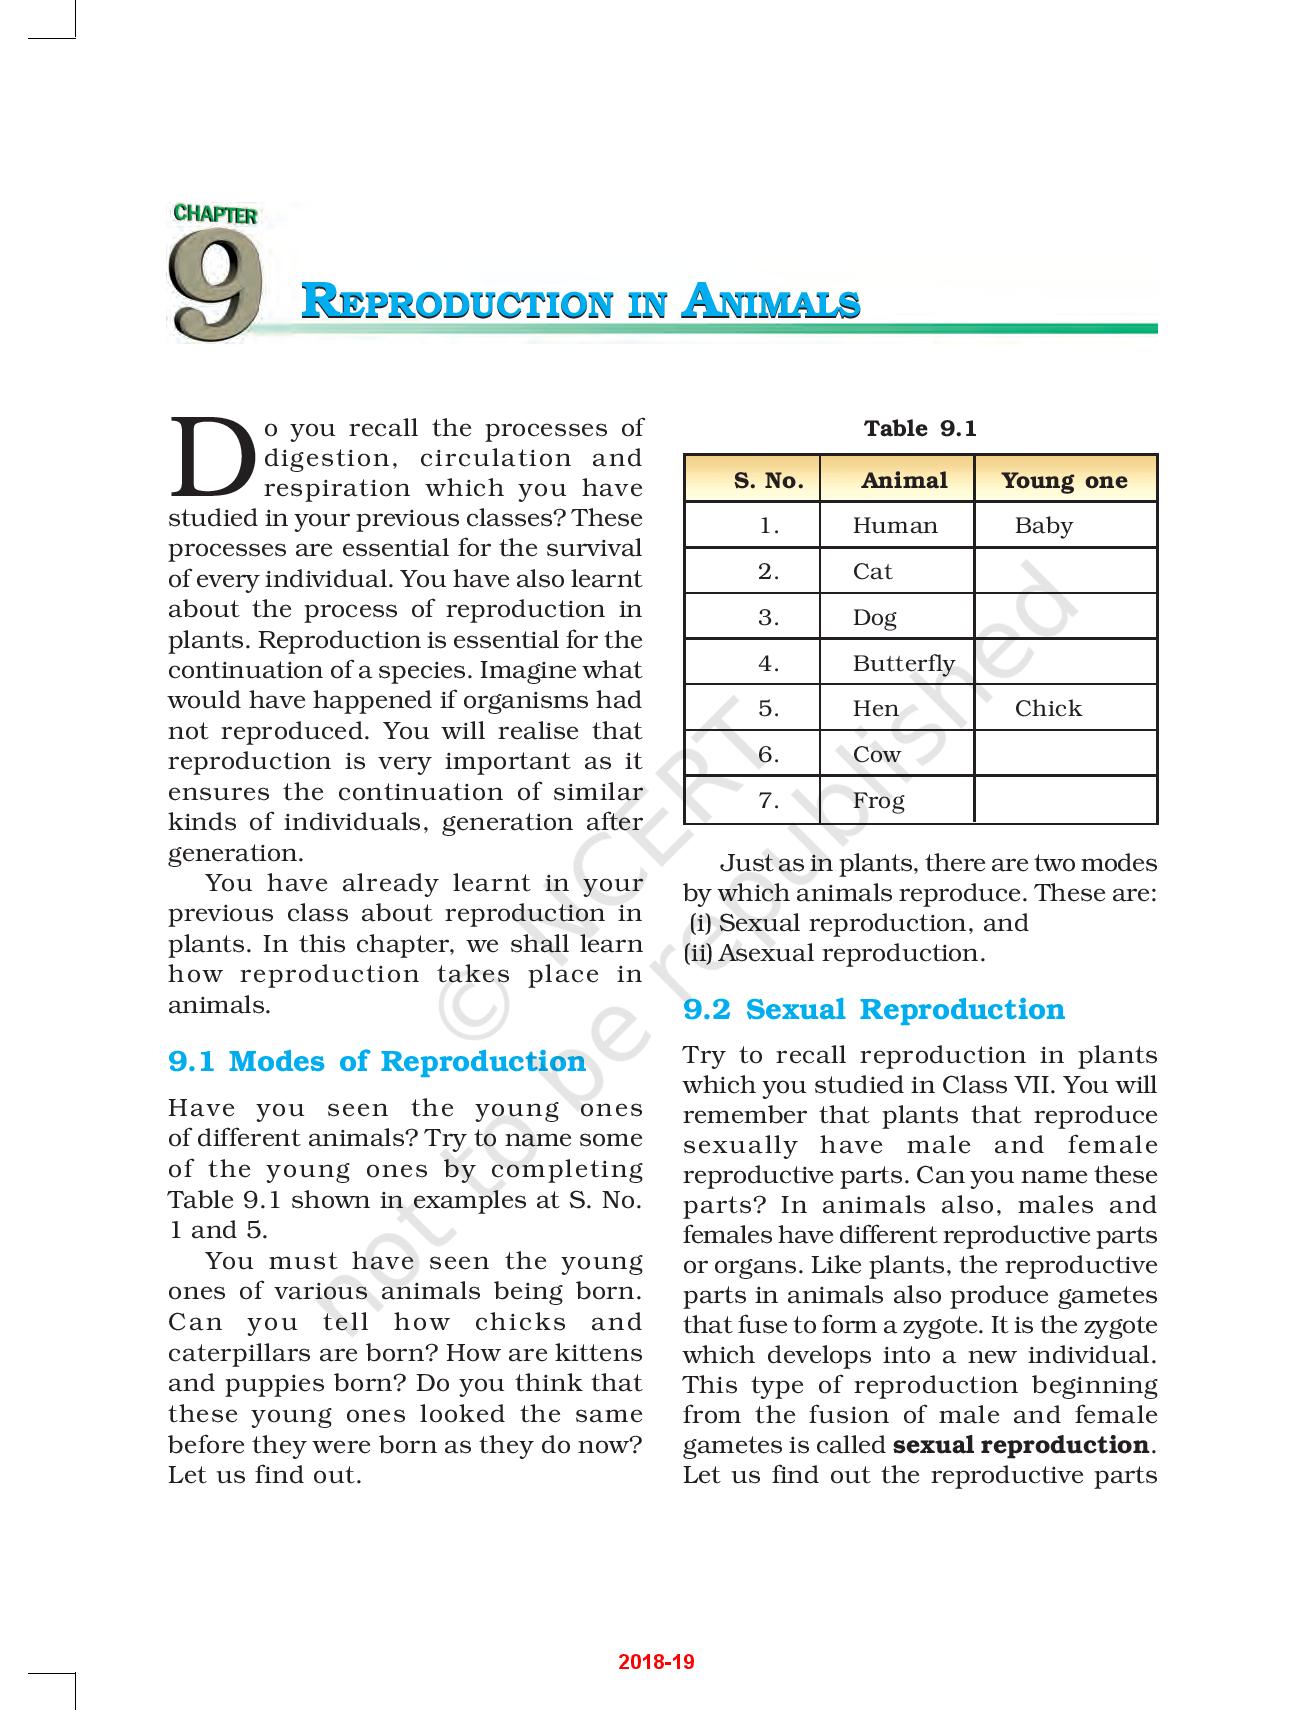 CHAPTER
9
REPRODUCTION IN ANIMALS
Do you recall the processes of
digestion, circulation and
respiration which you have
studied in your previous classes? These
processes are essential for the survival
of every individual. You have also learnt
about the process of reproduction in
plants. Reproduction is essential for the
continuation of a species. Imagine what
would have happened if organisms had
not reproduced. You will realise that
reproduction is very important as it
ensures the continuation of similar
kinds of individuals, generation after
generation.
You have already learnt in your
previous class about reproduction in
plants. In this chapter, we shall learn
how reproduction takes place in
animals.
9.1 Modes of Reproduction
Have you seen the young ones
of different animals? Try to name some
of the young ones by completing
Table 9.1 shown in examples at S. No.
1 and 5.
You must have seen the young
ones of various animals being born.
Can you tell how chicks and
caterpillars are born? How are kittens
and puppies born? Do you think that
these young ones looked the same
before they were born as they do now?
Let us find out.
Table 9.1
S. No. Animal Young one
1. Human Baby
2. Cat
3. Dog
4. Butterfly
5. Hen Chick
6. Cow
7. Frog
Just as in plants, there are two modes
by which animals reproduce. These are:
(i) Sexual reproduction, and
(ii) Asexual reproduction.
9.2 Sexual Reproduction
Try to recall reproduction in plants
which you studied in Class VII. You will
remember that plants that reproduce
sexually have male and female
reproductive parts. Can you name these
parts? In animals also, males and
females have different reproductive parts
or organs. Like plants, the reproductive
parts in animals also produce gametes
that fuse to form a zygote. It is the zygote
which develops into a new individual.
This type of reproduction beginning
from the fusion of male and female
gametes is called sexual reproduction.
Let us find out the reproductive parts
© NCERT
not to be republished
2018-19